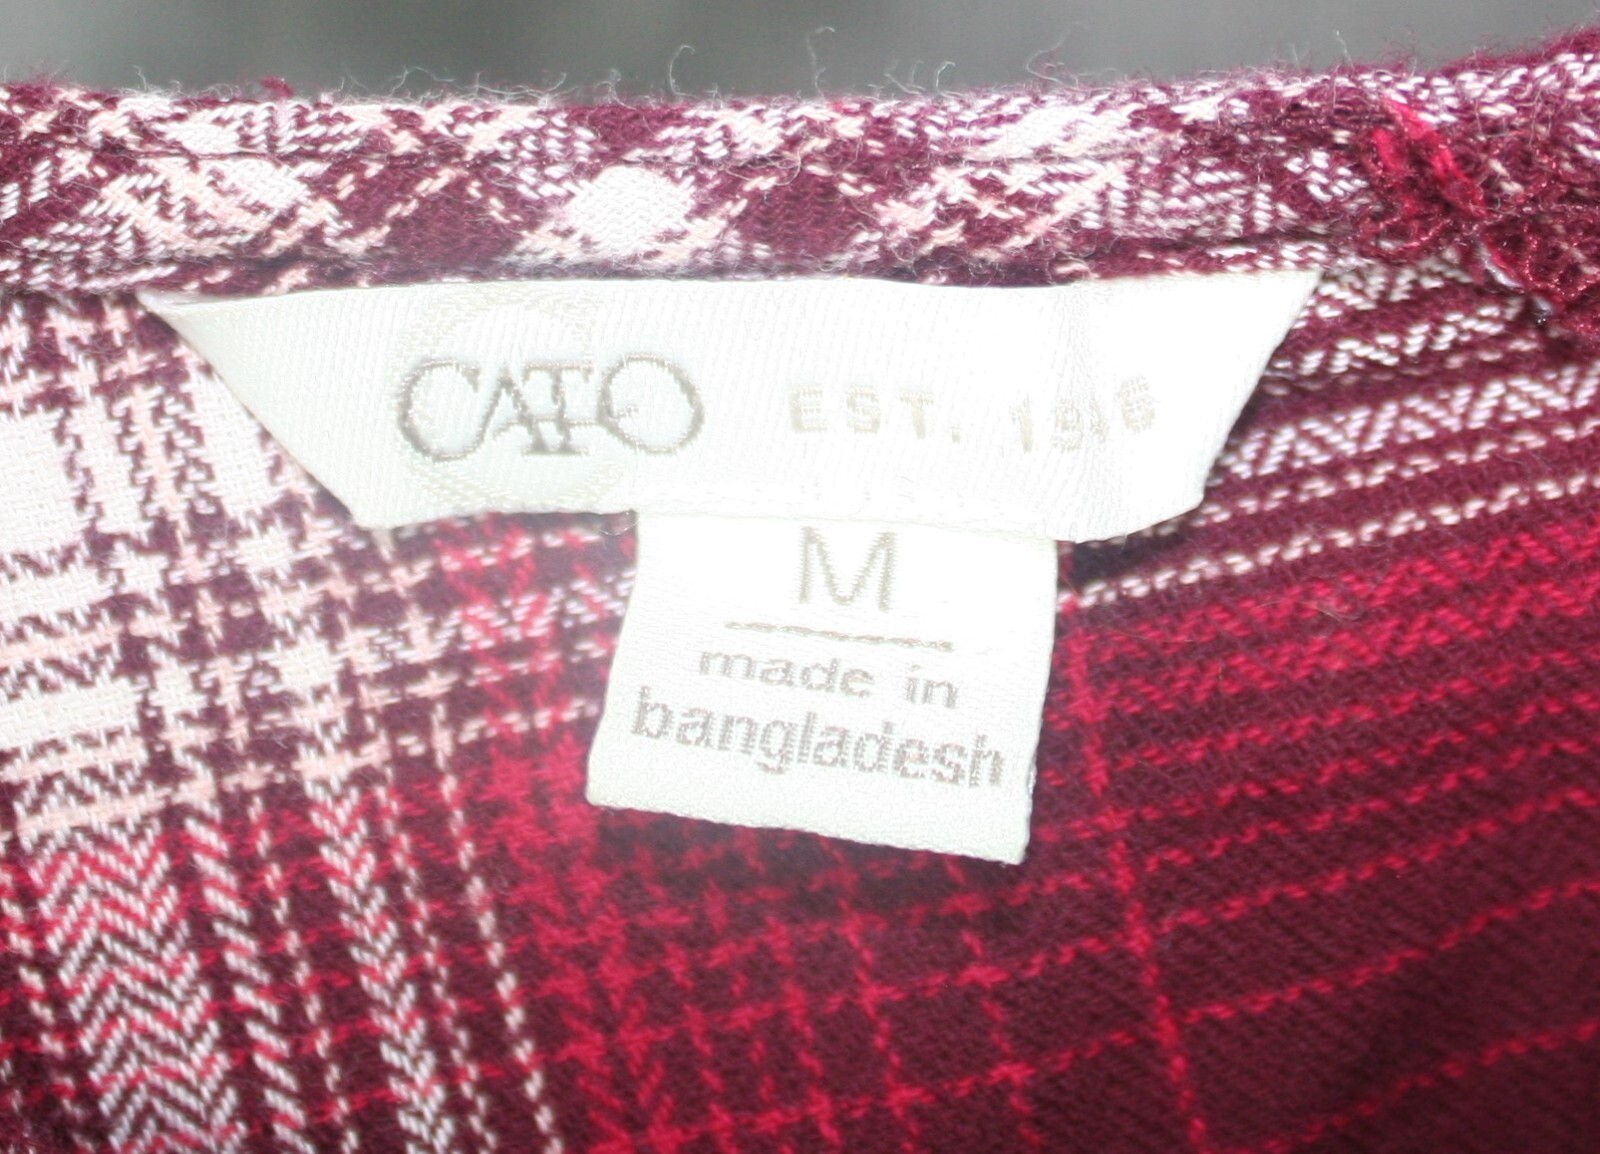 CATO EST. 1946
M
made in
bangladesh